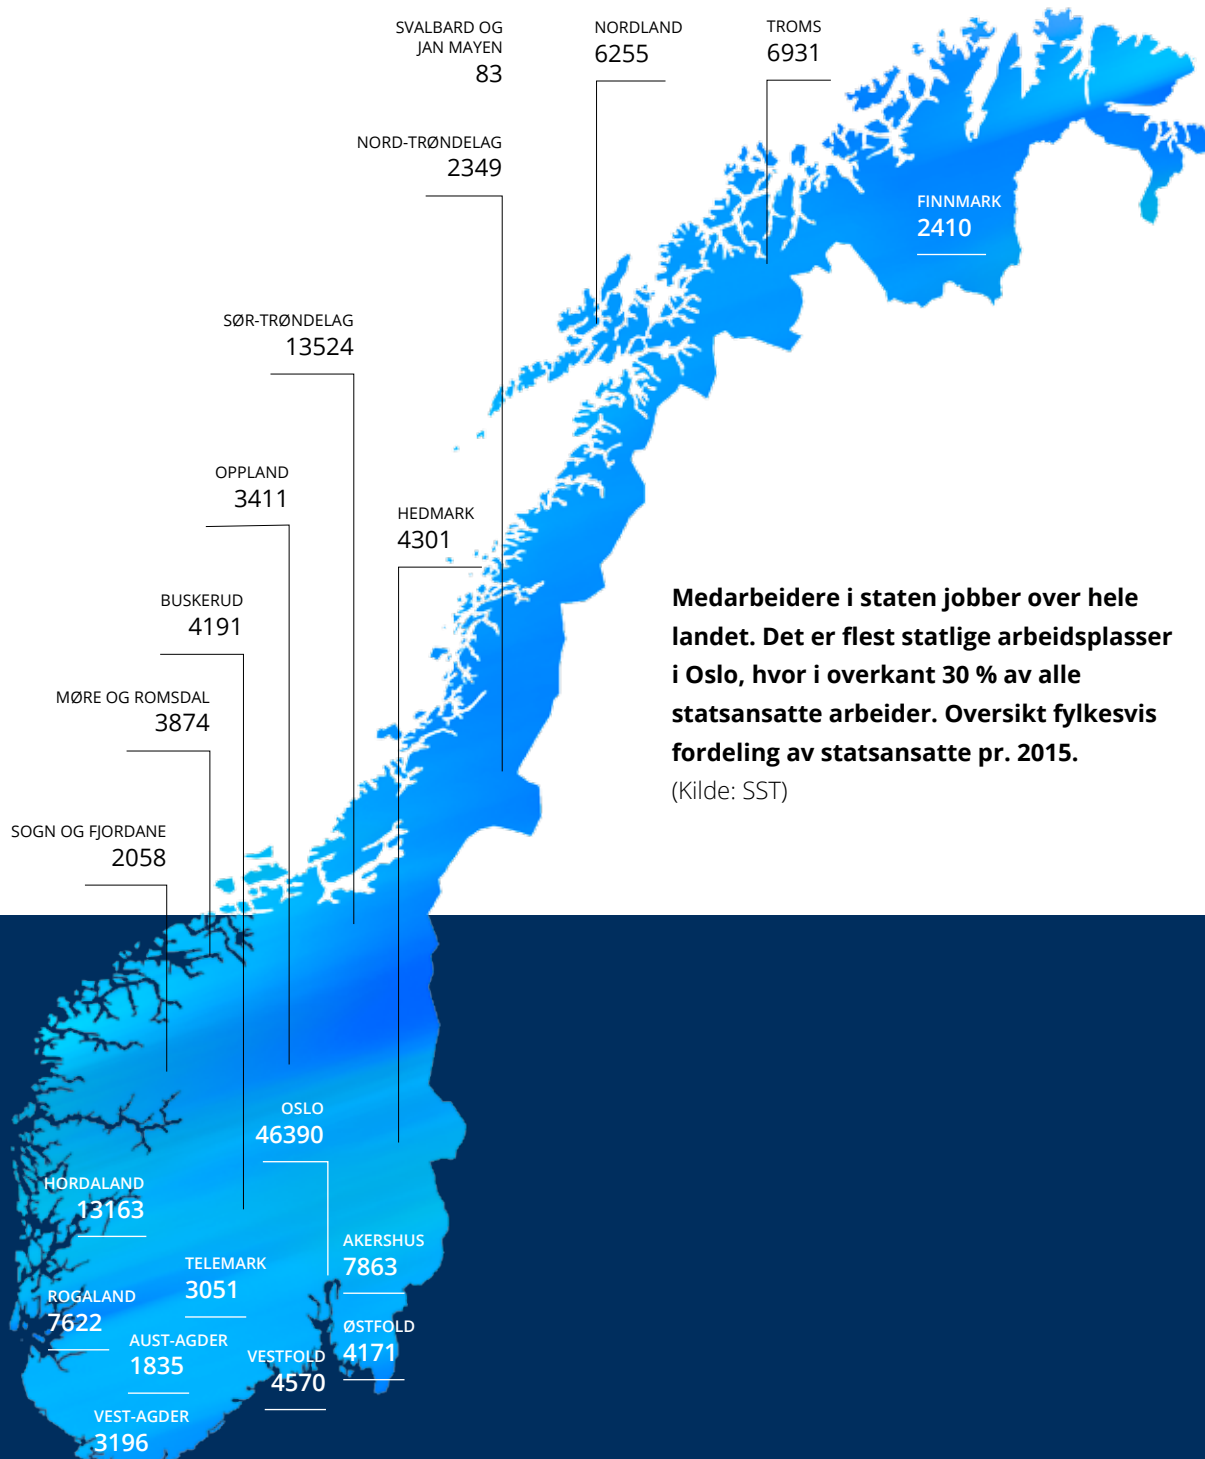 SVALBARD OG
JAN MAYEN
83
NORDLAND
6255
TROMS
6931
NORD-TRØNDELAG
2349
FINNMARK
2410
SØR-TRØNDELAG
13524
OPPLAND
3411
HEDMARK
4301
BUSKERUD
4191
MØRE OG ROMSDAL
3874
SOGN OG FJORDANE
2058
Medarbeidere i staten jobber over hele
landet. Det er flest statlige arbeidsplasser
i Oslo, hvor i overkant 30 % av alle
statsansatte arbeider. Oversikt fylkesvis
fordeling av statsansatte pr. 2015.
(Kilde: SST)
OSLO
46390
HORDALAND
13163
AKERSHUS
7863
TELEMARK
3051
ROGALAND
7622
ØSTFOLD
4171
AUST-AGDER
1835
VESTFOLD
4570
VEST-AGDER
3196